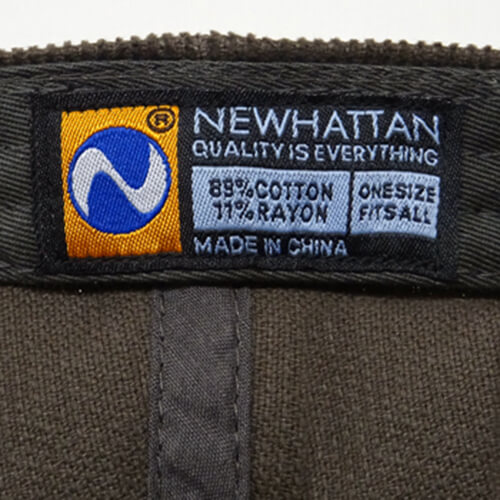 ®
NEWHATTAN
QUALITY IS EVERYTHING
89% COTTON
11% RAYON
ONE SIZE
FITS ALL
MADE IN CHINA